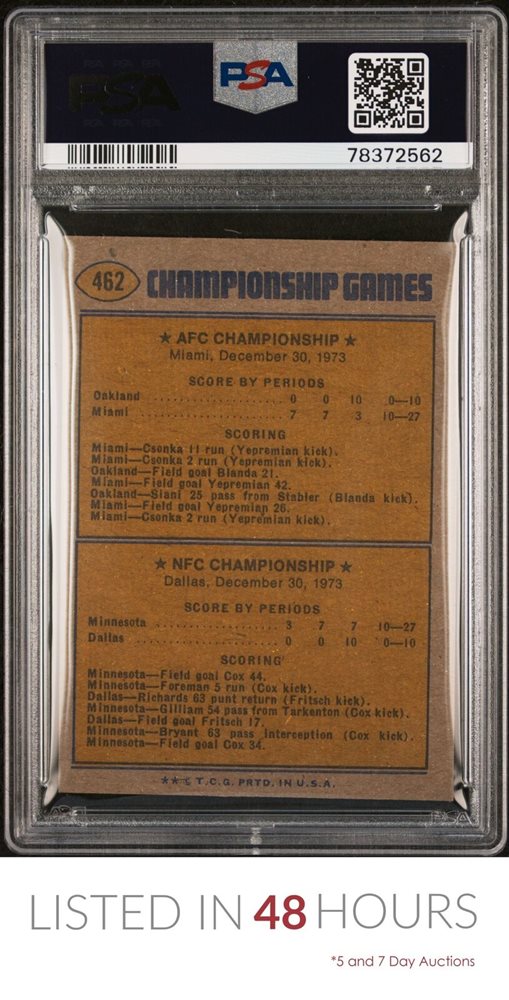 PSA
PSA
78372562
462 CHAMPIONSHIP GAMES
★ AFC CHAMPIONSHIP ★
Miami, December 30, 1973
SCORE BY PERIODS
Oakland .................... 0 0 10 0—10
Miami ...................... 7 7 3 10—27
SCORING
Miami—Csonka 11 run (Yepremian kick).
Miami—Csonka 2 run (Yepremian kick).
Oakland—Field goal Blanda 21.
Miami—Field goal Yepremian 42.
Oakland—Siani 25 pass from Stabler (Blanda kick).
Miami—Field goal Yepremian 26.
Miami—Csonka 2 run (Yepremian kick).
★ NFC CHAMPIONSHIP ★
Dallas, December 30, 1973
SCORE BY PERIODS
Minnesota ................ 3 7 7 10—27
Dallas ..................... 0 0 10 0—10
SCORING
Minnesota—Field goal Cox 44.
Minnesota—Foreman 5 run (Cox kick).
Dallas—Richards 63 punt return (Fritsch kick).
Minnesota—Gilliam 54 pass from Tarkenton (Cox kick).
Dallas—Field goal Fritsch 17.
Minnesota—Bryant 63 pass interception (Cox kick).
Minnesota—Field goal Cox 34.
★★© T.C.G. PRTD. IN U.S.A.
PSA
LISTED IN 48 HOURS
*5 and 7 Day Auctions